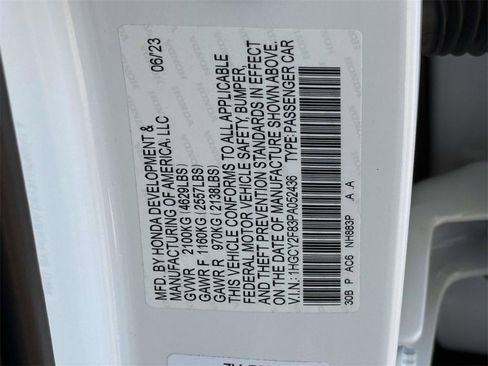 MFD. BY HONDA DEVELOPMENT & 06/23
MANUFACTURING OF AMERICA, LLC
GVWR 2100KG (4629LBS)
GAWR F 1160KG (2557LBS)
GAWR R 970KG (2138LBS)
THIS VEHICLE CONFORMS TO ALL APPLICABLE
FEDERAL MOTOR VEHICLE SAFETY, BUMPER,
THEFT PREVENTION STANDARDS IN EFFECT
ON THE DATE OF MANUFACTURE SHOWN ABOVE.
V.I.N.: 1HGCY2F83PA052436 TYPE: PASSENGER CAR
30B P AC6 NH883P A A